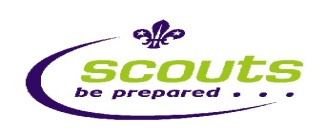 scouts
be prepared . . .